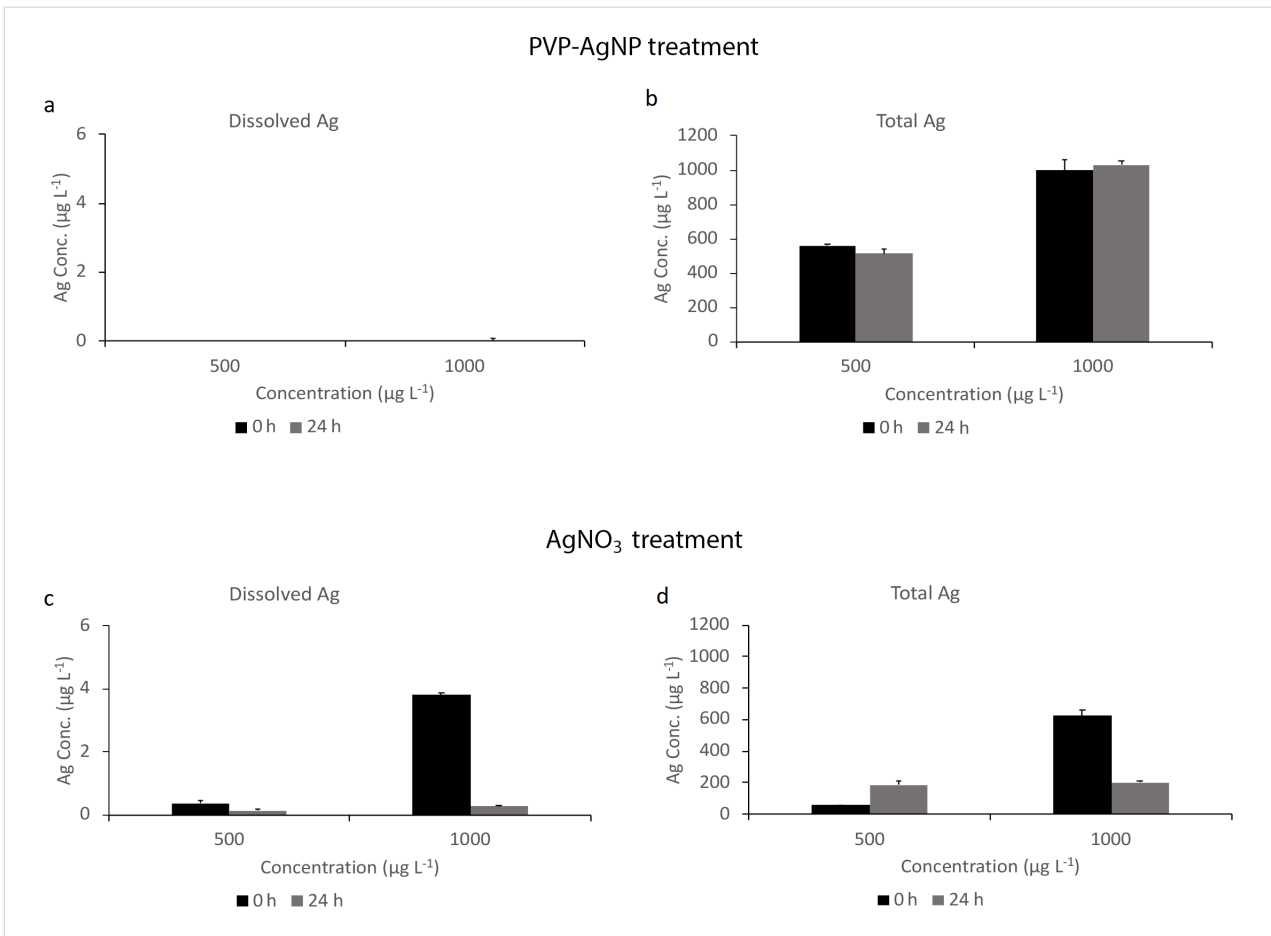 PVP-AgNP treatment
a
Dissolved Ag
6
4
2
0
Ag Conc. (µg L⁻¹)
500 1000
Concentration (µg L⁻¹)
0 h 24 h
b
Total Ag
1200
1000
800
600
400
200
0
Ag Conc. (µg L⁻¹)
500 1000
Concentration (µg L⁻¹)
0 h 24 h
AgNO₃ treatment
c
Dissolved Ag
6
4
2
0
Ag Conc. (µg L⁻¹)
500 1000
Concentration (µg L⁻¹)
0 h 24 h
d
Total Ag
1200
1000
800
600
400
200
0
Ag Conc. (µg L⁻¹)
500 1000
Concentration (µg L⁻¹)
0 h 24 h